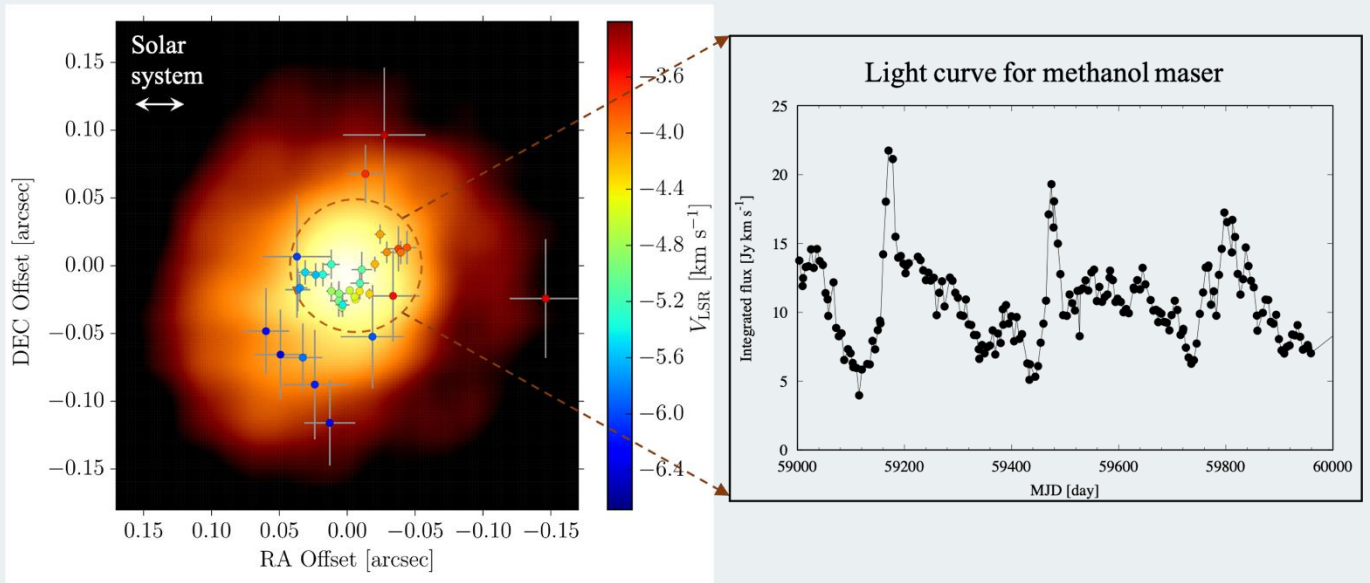 Solar
system
0.15
0.10
0.05
0.00
−0.05
−0.10
−0.15
DEC Offset [arcsec]
0.15 0.10 0.05 0.00 −0.05 −0.10 −0.15
RA Offset [arcsec]
−3.6
−4.0
−4.4
−4.8
−5.2
−5.6
−6.0
−6.4
V_LSR [km s⁻¹]
Light curve for methanol maser
25
20
15
10
5
0
Integrated flux [Jy km s⁻¹]
59000 59200 59400 59600 59800 60000
MJD [day]